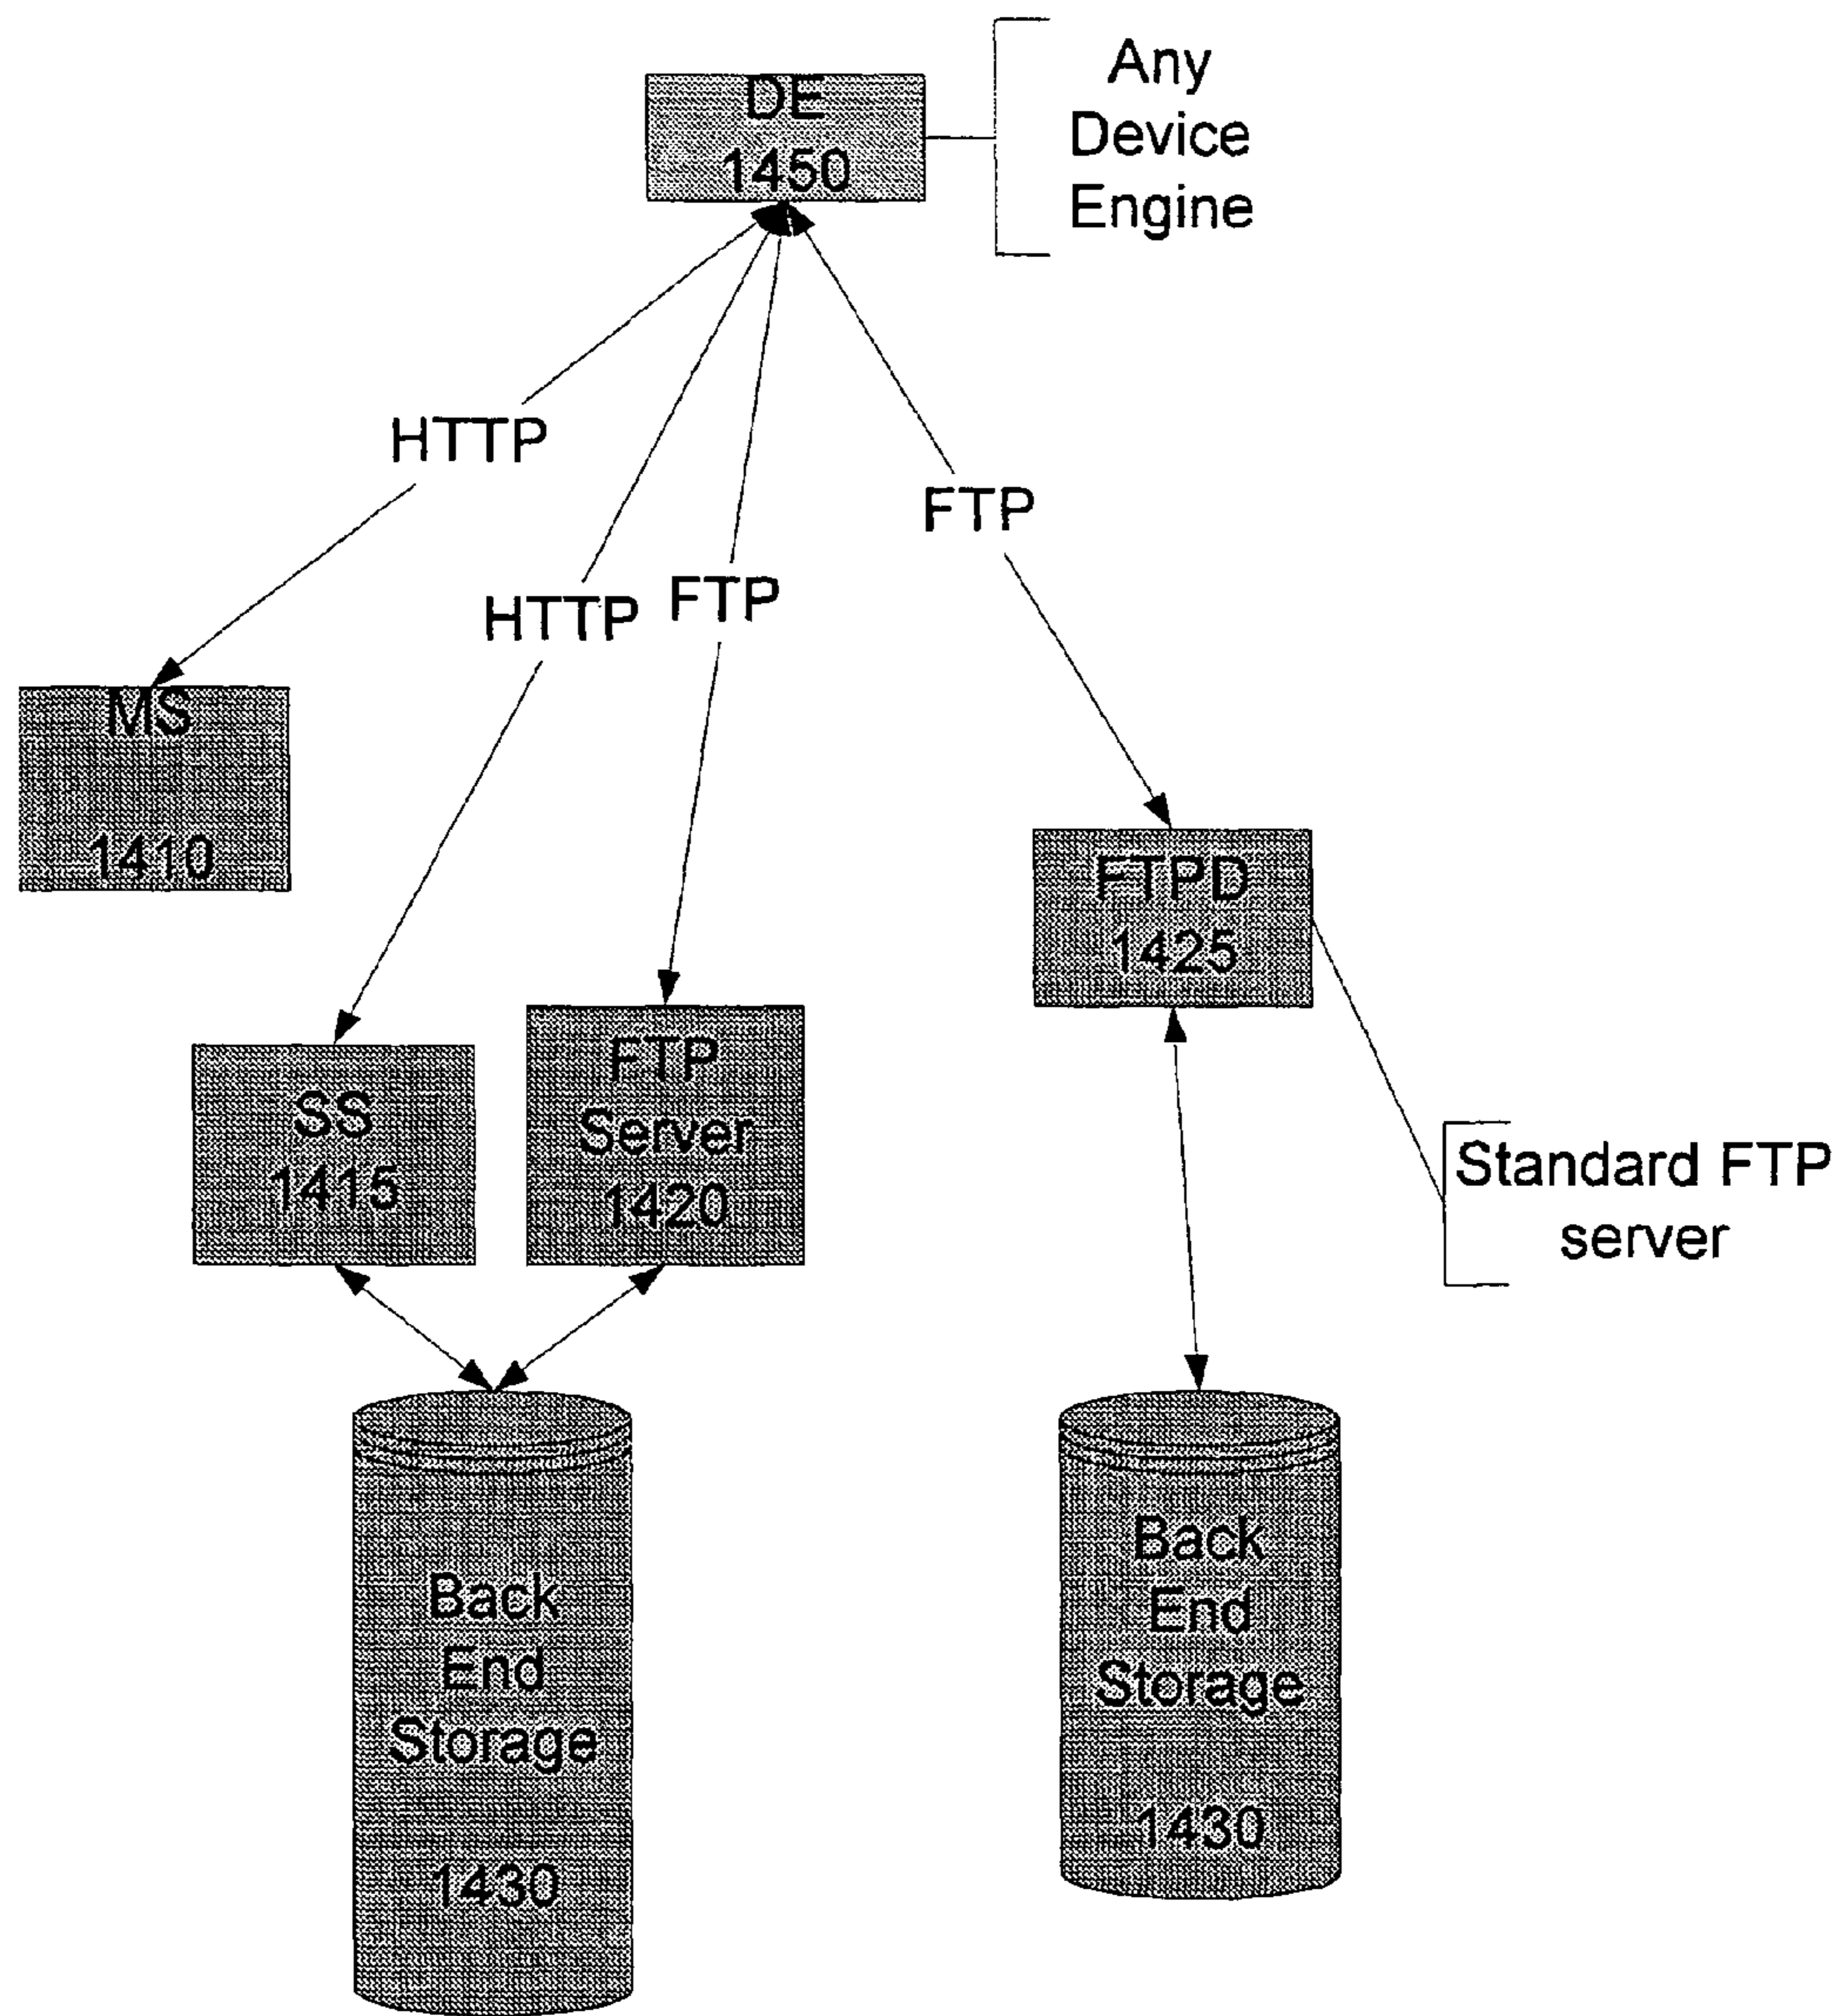 DE
1450
Any
Device
Engine
HTTP
FTP
HTTP
FTP
MS
1410
FTPD
1425
SS
1415
FTP
Server
1420
Standard FTP
server
Back
End
Storage
1430
Back
End
Storage
1430